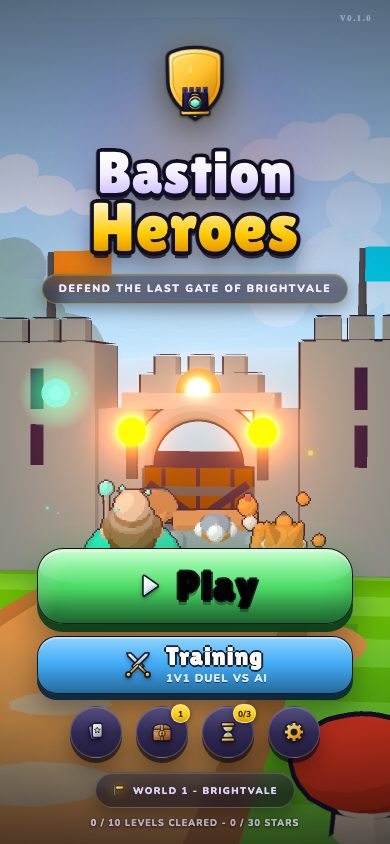 V0.1.0
Bastion
Heroes
DEFEND THE LAST GATE OF BRIGHTVALE
Play
Training
1V1 DUEL VS AI
1
0/3
WORLD 1 - BRIGHTVALE
0 / 10 LEVELS CLEARED - 0 / 30 STARS